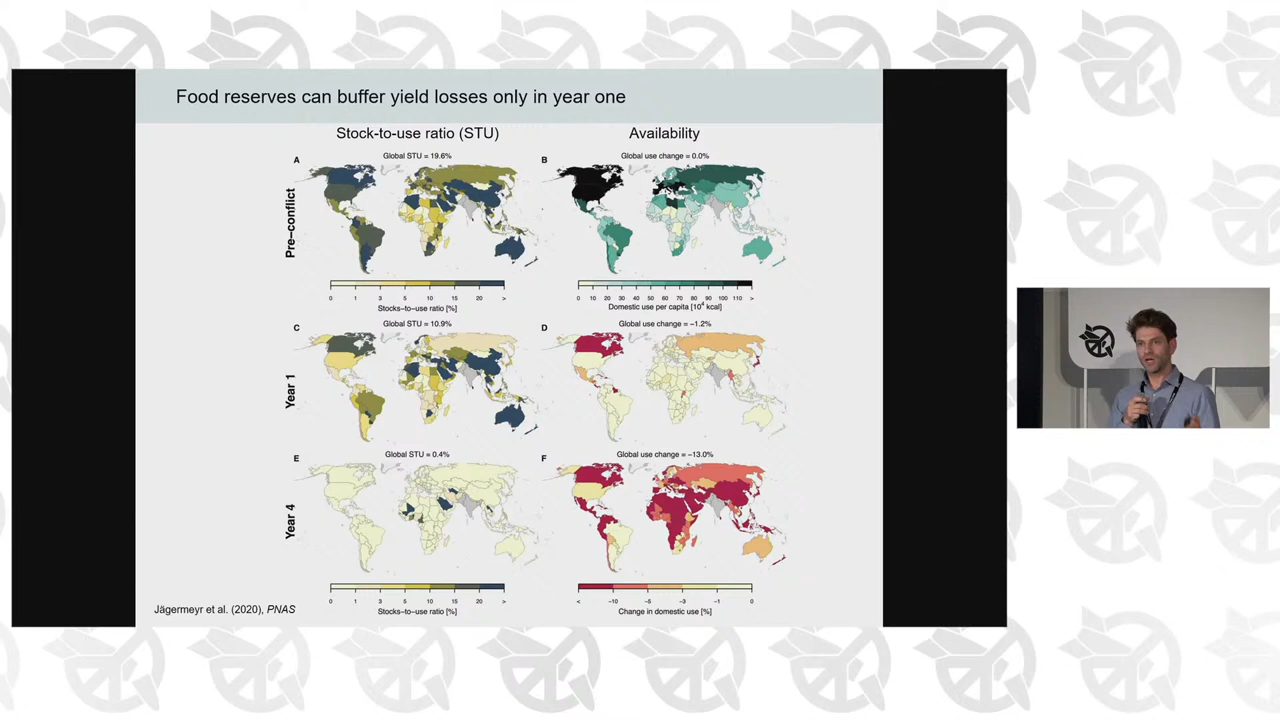 Food reserves can buffer yield losses only in year one
Stock-to-use ratio (STU)
Availability
A
Global STU = 19.6%
B
Global use change = 0.0%
Pre−conflict
0 1 3 5 10 15 20 >
Stocks−to−use ratio [%]
0 10 20 30 40 50 60 70 80 90 100 110 >
Domestic use per capita [10⁴ kcal]
C
Global STU = 10.9%
D
Global use change = −1.2%
Year 1
E
Global STU = 0.4%
F
Global use change = −13.0%
Year 4
0 1 3 5 10 15 20 >
Stocks−to−use ratio [%]
< −10 −5 −3 −1 0
Change in domestic use [%]
Jägermeyr et al. (2020), PNAS